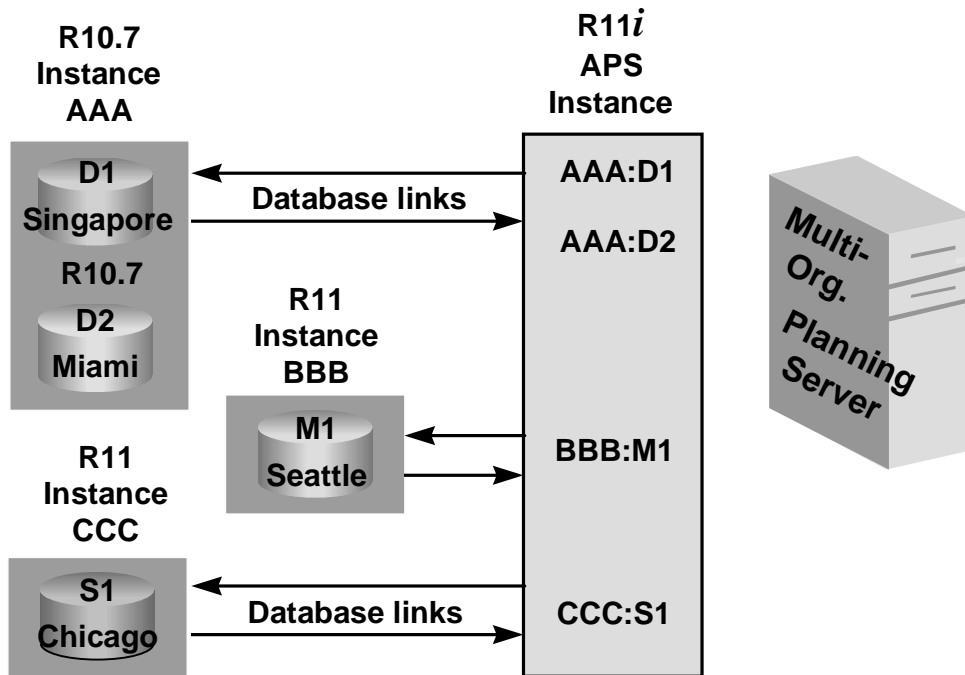 R10.7
Instance
AAA
D1
Singapore
R10.7
D2
Miami
Database links
R11
Instance
BBB
M1
Seattle
R11
Instance
CCC
S1
Chicago
Database links
R11i
APS
Instance
AAA:D1
AAA:D2
BBB:M1
CCC:S1
Multi-
Org.
Planning
Server